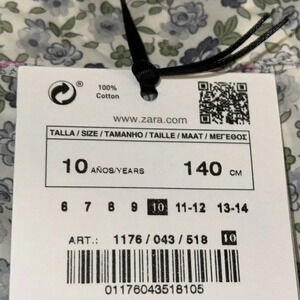 100%
Cotton
www.zara.com
TALLA / SIZE / TAMANHO / TAILLE / MAAT / ΜΕΓΕΘΟΣ
10 AÑOS/YEARS 140 CM
6 7 8 9 10 11-12 13-14
ART.: 1176 / 043 / 518 10
01176043518105